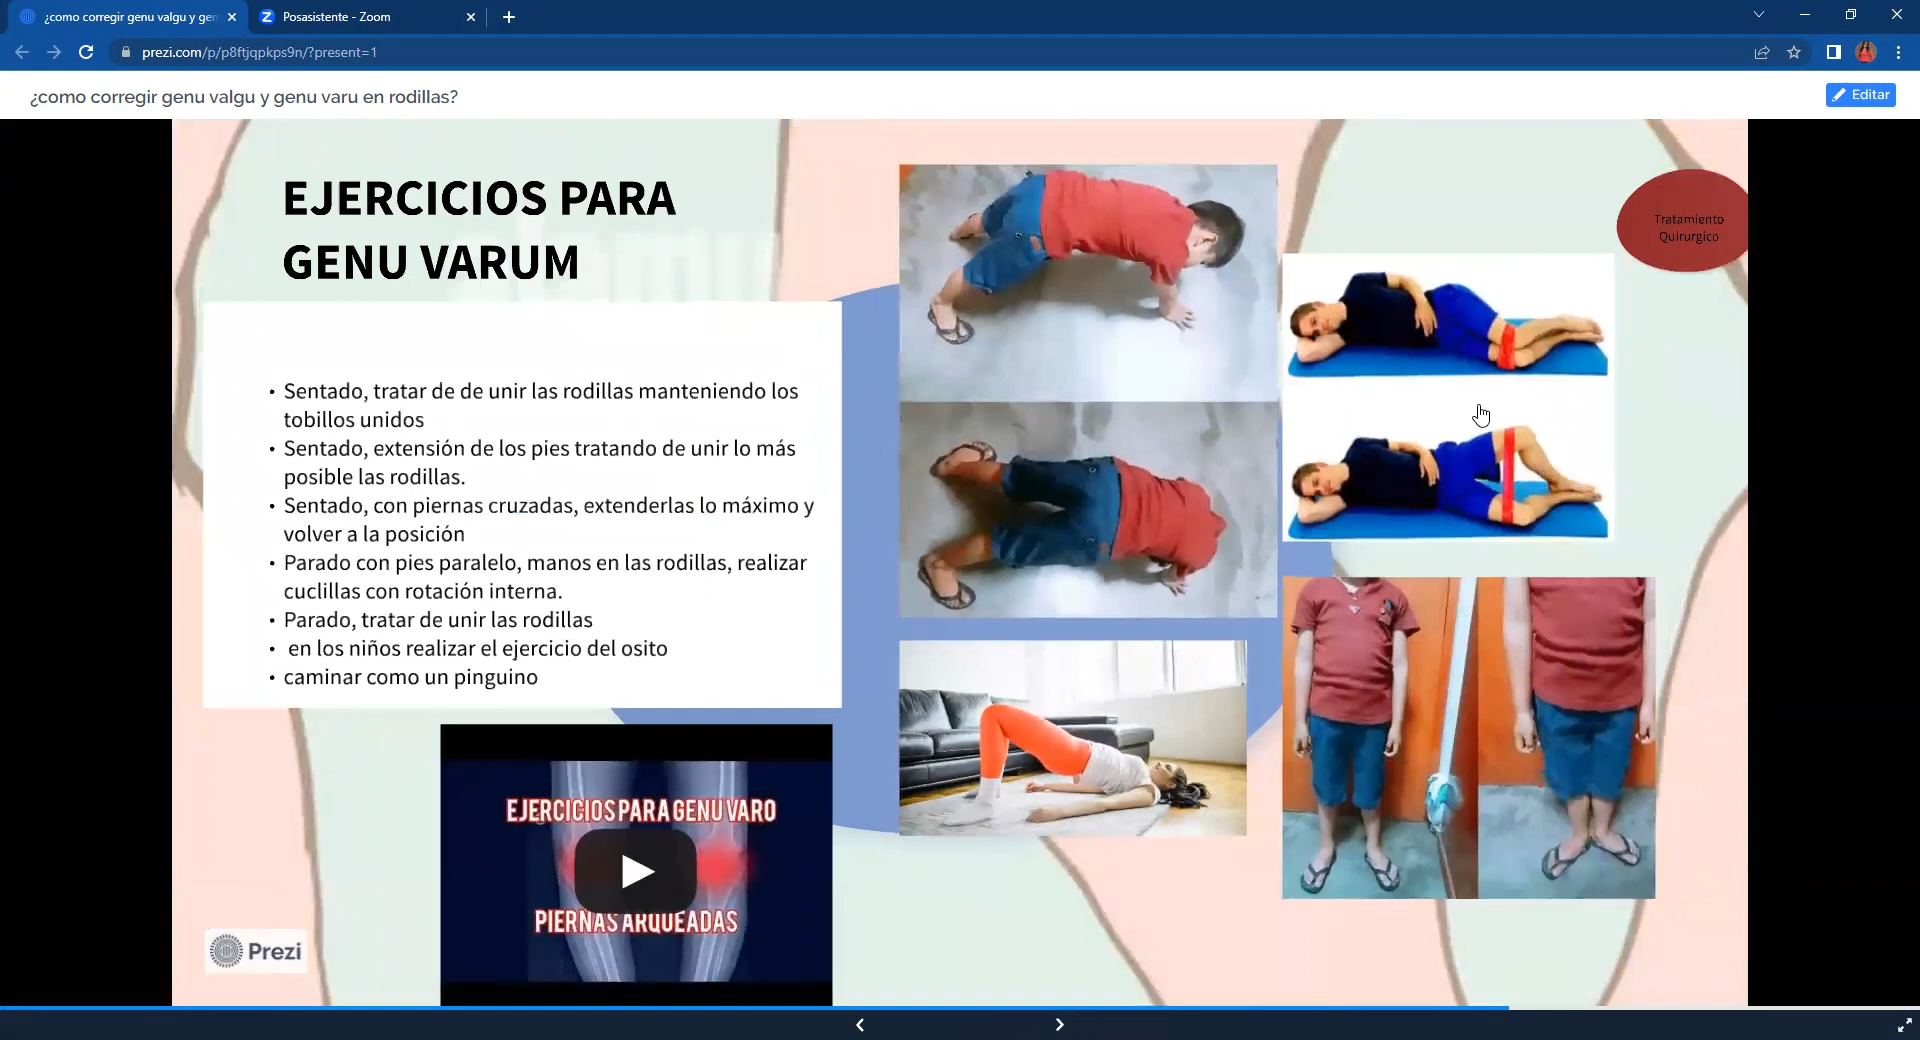 ¿como corregir genu valgu y gen
Posasistente - Zoom
prezi.com/p/p8ftjqpkps9n/?present=1
¿como corregir genu valgu y genu varu en rodillas?
Editar
EJERCICIOS PARA
GENU VARUM
Tratamiento
Quirurgico
• Sentado, tratar de de unir las rodillas manteniendo los
tobillos unidos
• Sentado, extensión de los pies tratando de unir lo más
posible las rodillas.
• Sentado, con piernas cruzadas, extenderlas lo máximo y
volver a la posición
• Parado con pies paralelo, manos en las rodillas, realizar
cuclillas con rotación interna.
• Parado, tratar de unir las rodillas
• en los niños realizar el ejercicio del osito
• caminar como un pinguino
EJERCICIOS PARA GENU VARO
PIERNAS ARQUEADAS
Prezi